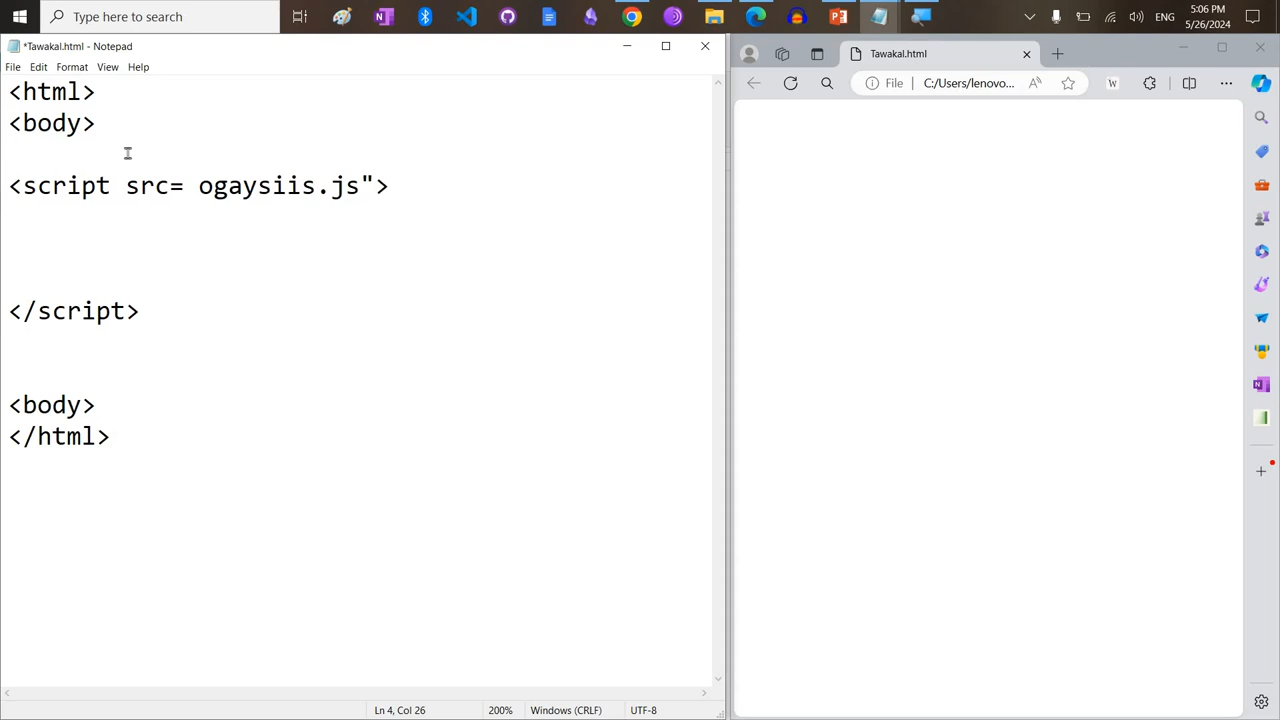 Type here to search
ENG
5:06 PM
5/26/2024
*Tawakal.html - Notepad
File Edit Format View Help
<html>
<body>
<script src= ogaysiis.js">
</script>
<body>
</html>
Ln 4, Col 26
200%
Windows (CRLF)
UTF-8
Tawakal.html
File
C:/Users/lenovo...
A
W